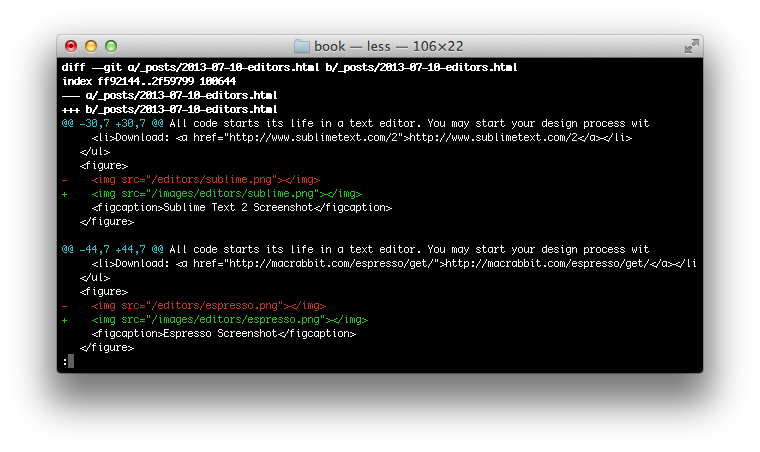 book — less — 106×22
diff --git a/_posts/2013-07-10-editors.html b/_posts/2013-07-10-editors.html
index ff92144..2f59799 100644
--- a/_posts/2013-07-10-editors.html
+++ b/_posts/2013-07-10-editors.html
@@ -30,7 +30,7 @@ All code starts its life in a text editor. You may start your design process wit
     <li>Download: <a href="http://www.sublimetext.com/2">http://www.sublimetext.com/2</a></li>
   </ul>
   <figure>
-    <img src="/editors/sublime.png"></img>
+    <img src="/images/editors/sublime.png"></img>
     <figcaption>Sublime Text 2 Screenshot</figcaption>
   </figure>

@@ -44,7 +44,7 @@ All code starts its life in a text editor. You may start your design process wit
     <li>Download: <a href="http://macrabbit.com/espresso/get/">http://macrabbit.com/espresso/get/</a></li
   </ul>
   <figure>
-    <img src="/editors/espresso.png"></img>
+    <img src="/images/editors/espresso.png"></img>
     <figcaption>Espresso Screenshot</figcaption>
   </figure>
: